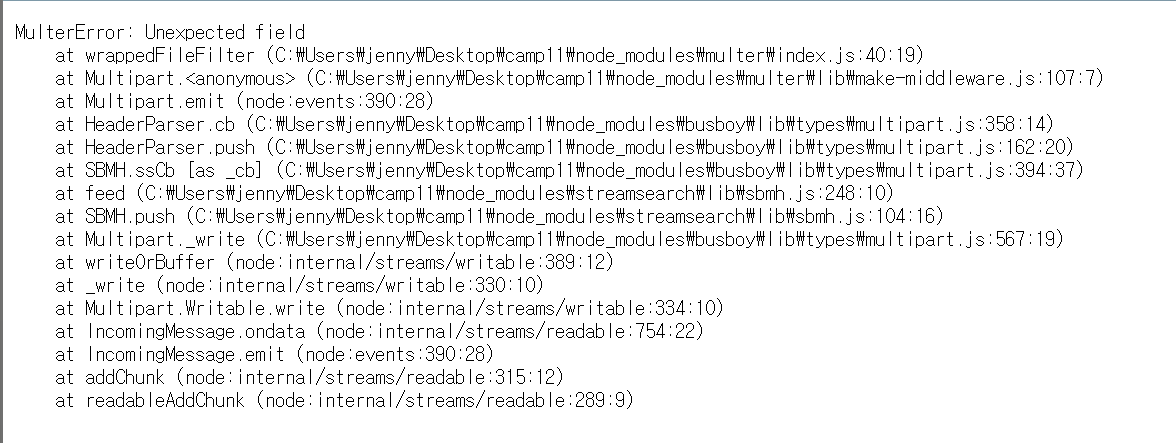 MulterError: Unexpected field
at wrappedFileFilter (C:₩Users₩jenny₩Desktop₩camp11₩node_modules₩multer₩index.js:40:19)
at Multipart.<anonymous> (C:₩Users₩jenny₩Desktop₩camp11₩node_modules₩multer₩lib₩make-middleware.js:107:7)
at Multipart.emit (node:events:390:28)
at HeaderParser.cb (C:₩Users₩jenny₩Desktop₩camp11₩node_modules₩busboy₩lib₩types₩multipart.js:358:14)
at HeaderParser.push (C:₩Users₩jenny₩Desktop₩camp11₩node_modules₩busboy₩lib₩types₩multipart.js:162:20)
at SBMH.ssCb [as _cb] (C:₩Users₩jenny₩Desktop₩camp11₩node_modules₩busboy₩lib₩types₩multipart.js:394:37)
at feed (C:₩Users₩jenny₩Desktop₩camp11₩node_modules₩streamsearch₩lib₩sbmh.js:248:10)
at SBMH.push (C:₩Users₩jenny₩Desktop₩camp11₩node_modules₩streamsearch₩lib₩sbmh.js:104:16)
at Multipart._write (C:₩Users₩jenny₩Desktop₩camp11₩node_modules₩busboy₩lib₩types₩multipart.js:567:19)
at writeOrBuffer (node:internal/streams/writable:389:12)
at _write (node:internal/streams/writable:330:10)
at Multipart.Writable.write (node:internal/streams/writable:334:10)
at IncomingMessage.ondata (node:internal/streams/readable:754:22)
at IncomingMessage.emit (node:events:390:28)
at addChunk (node:internal/streams/readable:315:12)
at readableAddChunk (node:internal/streams/readable:289:9)